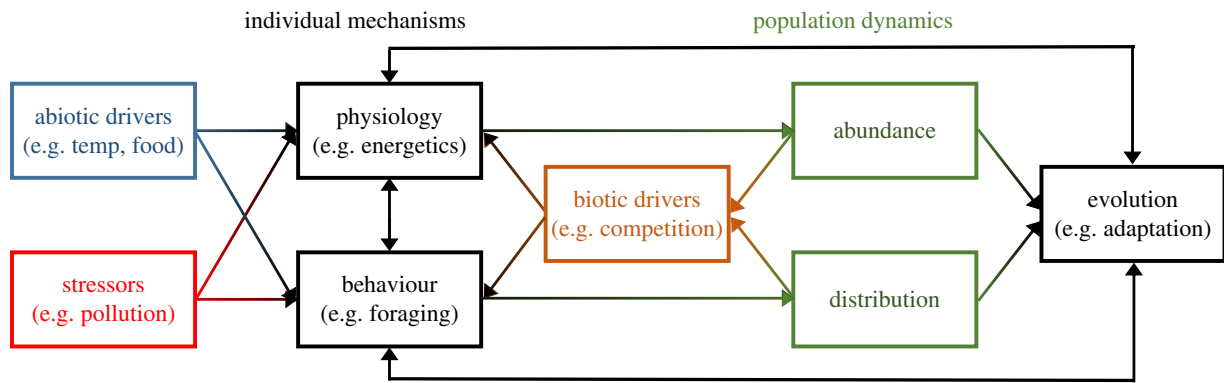 individual mechanisms
population dynamics
abiotic drivers
(e.g. temp, food)
physiology
(e.g. energetics)
abundance
biotic drivers
(e.g. competition)
evolution
(e.g. adaptation)
stressors
(e.g. pollution)
behaviour
(e.g. foraging)
distribution